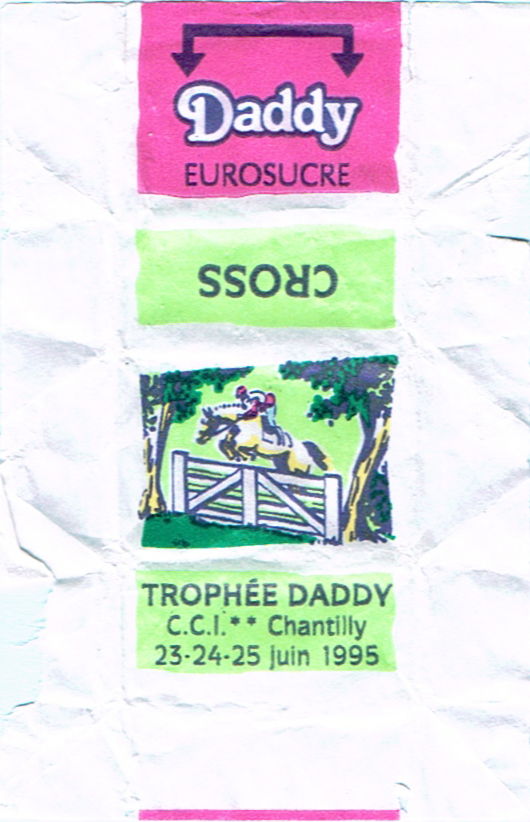 Daddy
EUROSUCRE
CROSS
TROPHÉE DADDY
C.C.I.** Chantilly
23-24-25 juin 1995